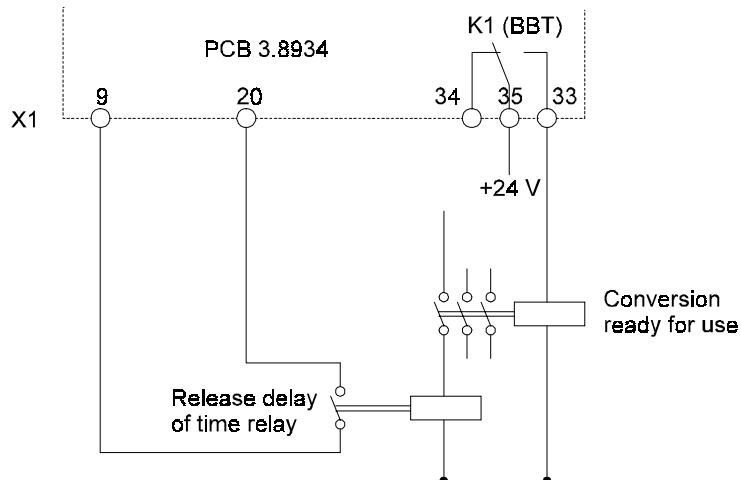 K1 (BBT)
PCB 3.8934
9 20 34 35 33
X1
+24 V
Conversion
ready for use
Release delay
of time relay